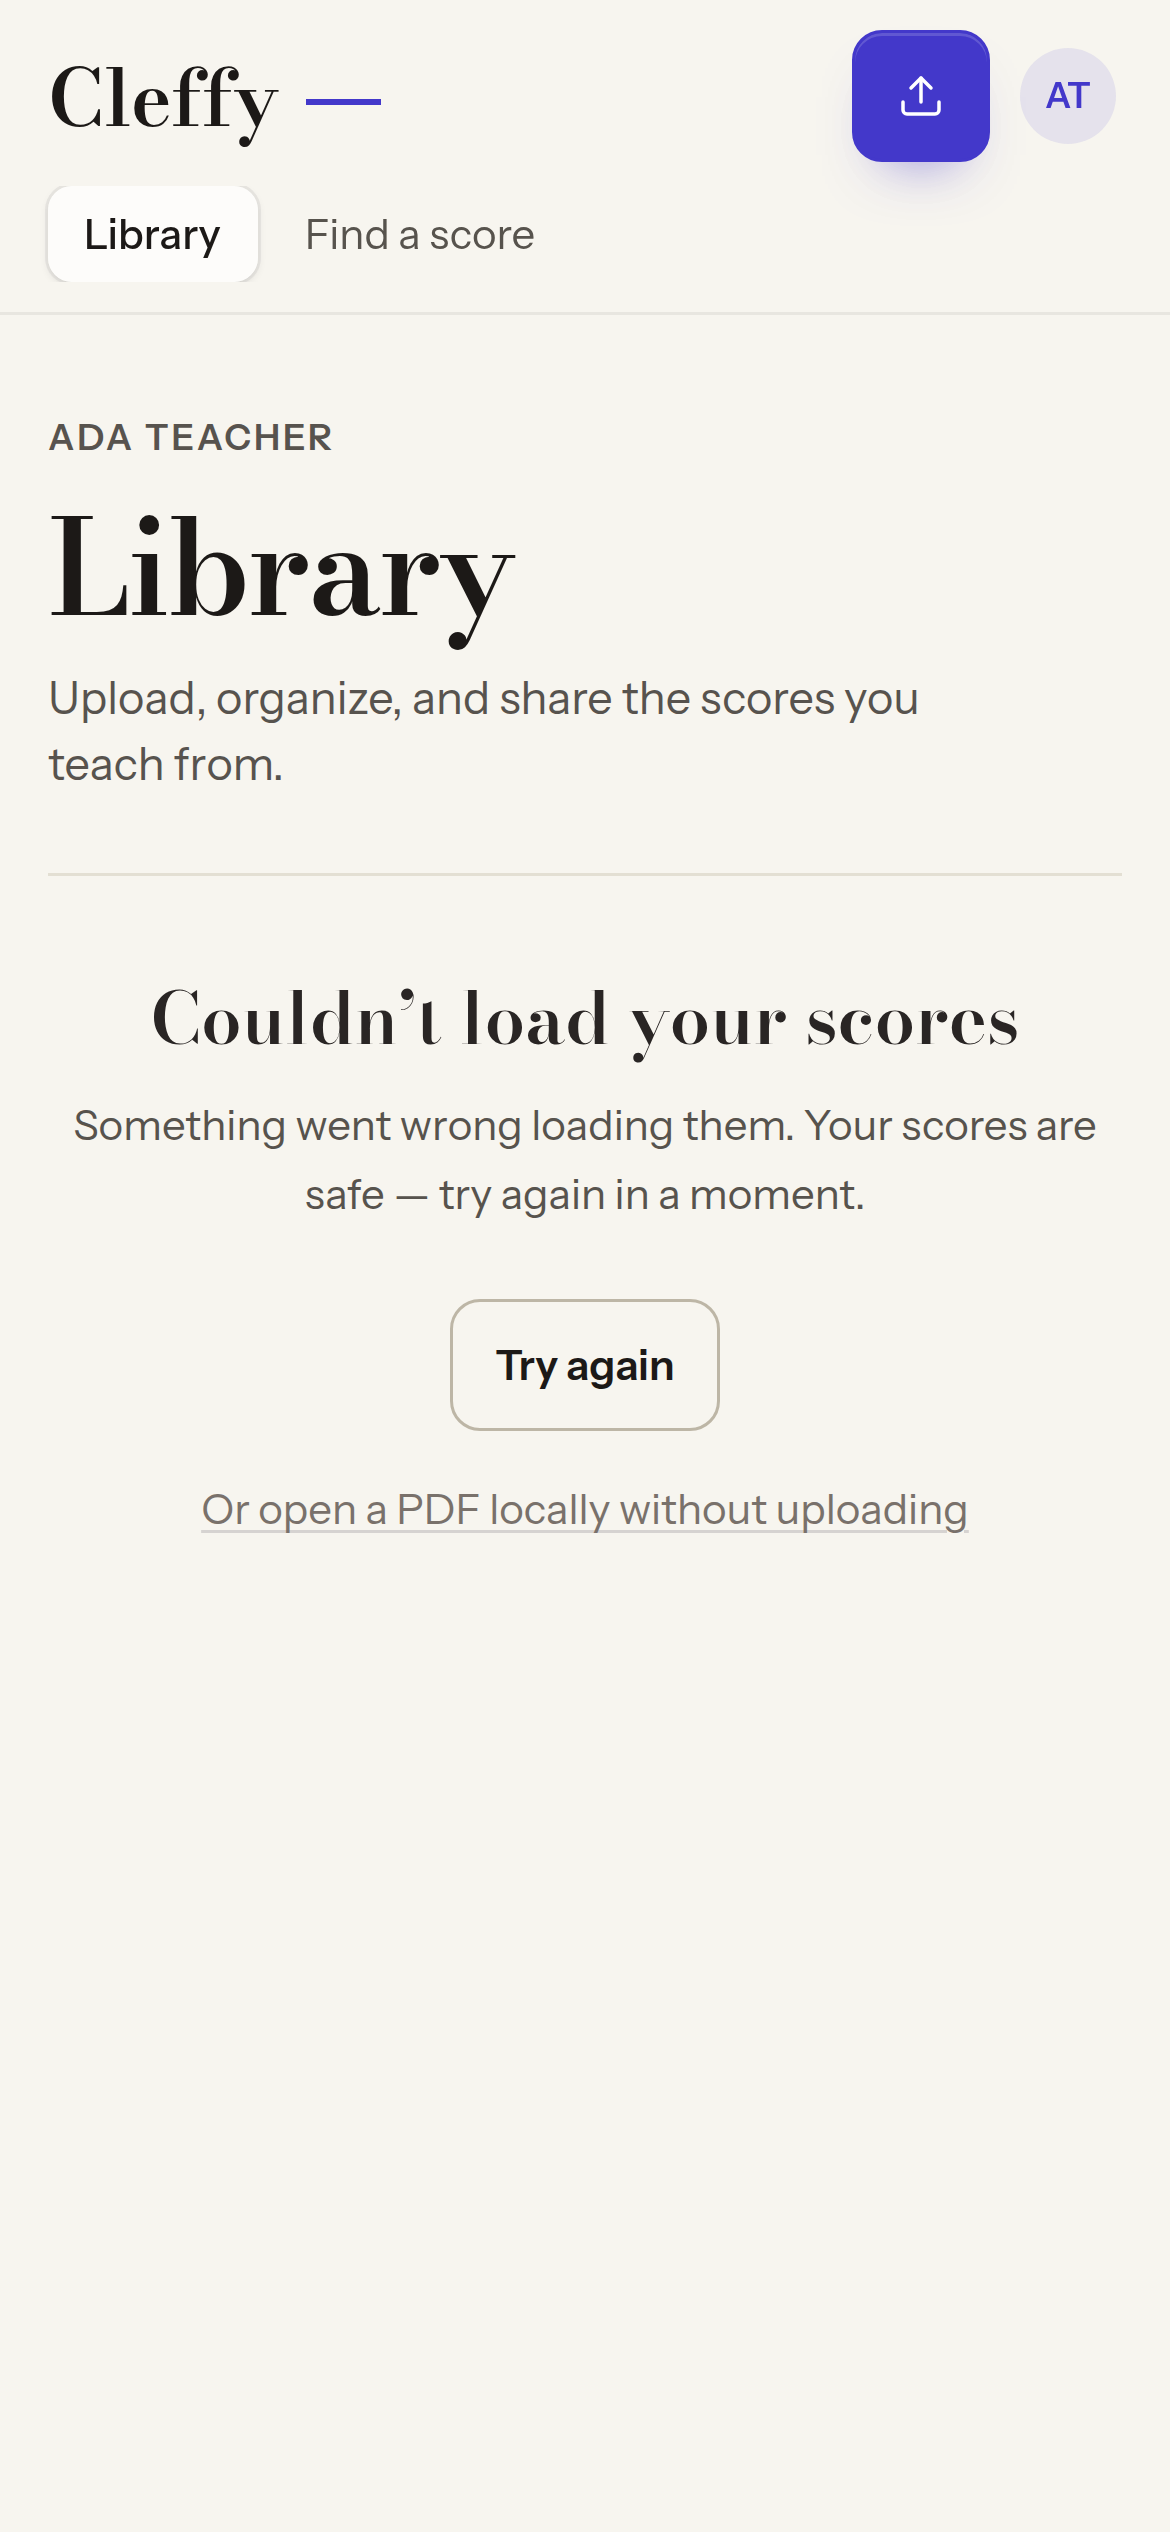 Cleffy
AT
Library
Find a score
ADA TEACHER
Library
Upload, organize, and share the scores you
teach from.
Couldn’t load your scores
Something went wrong loading them. Your scores are
safe — try again in a moment.
Try again
Or open a PDF locally without uploading